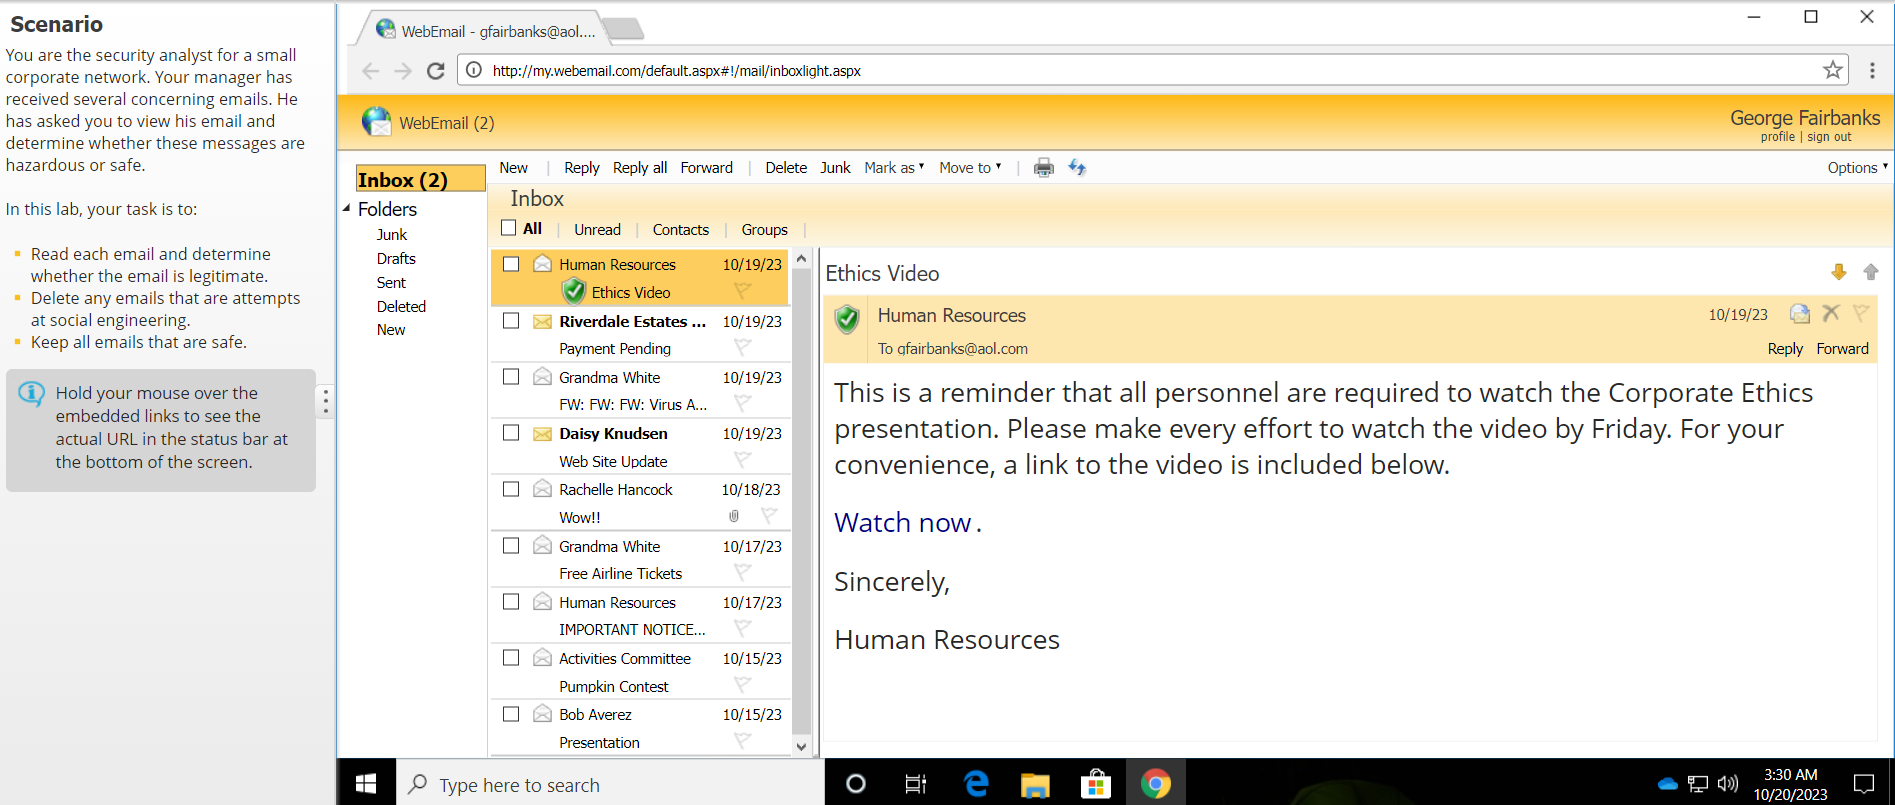 Scenario
You are the security analyst for a small
corporate network. Your manager has
received several concerning emails. He
has asked you to view his email and
determine whether these messages are
hazardous or safe.
In this lab, your task is to:
Read each email and determine
whether the email is legitimate.
Delete any emails that are attempts
at social engineering.
Keep all emails that are safe.
Hold your mouse over the
embedded links to see the
actual URL in the status bar at
the bottom of the screen.
WebEmail - gfairbanks@aol....
http://my.webemail.com/default.aspx#!/mail/inboxlight.aspx
WebEmail (2)
George Fairbanks
profile | sign out
New | Reply Reply all Forward | Delete Junk Mark as Move to | Options
Inbox (2)
Folders
Junk
Drafts
Sent
Deleted
New
Inbox
All | Unread | Contacts | Groups |
Human Resources 10/19/23
Ethics Video
Riverdale Estates ... 10/19/23
Payment Pending
Grandma White 10/19/23
FW: FW: FW: Virus A...
Daisy Knudsen 10/19/23
Web Site Update
Rachelle Hancock 10/18/23
Wow!!
Grandma White 10/17/23
Free Airline Tickets
Human Resources 10/17/23
IMPORTANT NOTICE...
Activities Committee 10/15/23
Pumpkin Contest
Bob Averez 10/15/23
Presentation
Ethics Video
Human Resources 10/19/23
To gfairbanks@aol.com Reply Forward
This is a reminder that all personnel are required to watch the Corporate Ethics
presentation. Please make every effort to watch the video by Friday. For your
convenience, a link to the video is included below.
Watch now .
Sincerely,
Human Resources
Type here to search
3:30 AM
10/20/2023